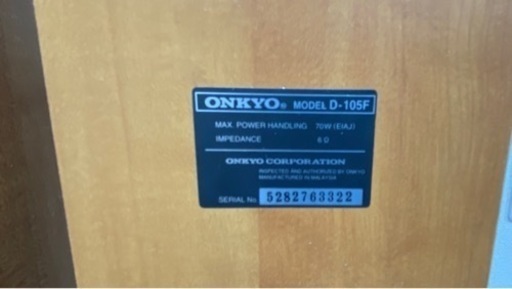 ONKYO® MODEL D-105F
MAX. POWER HANDLING 70W (EIAJ)
IMPEDANCE 6 Ω
ONKYO CORPORATION
INSPECTED AND AUTHORIZED BY ONKYO
MANUFACTURED IN MALAYSIA
SERIAL No. 5282763322